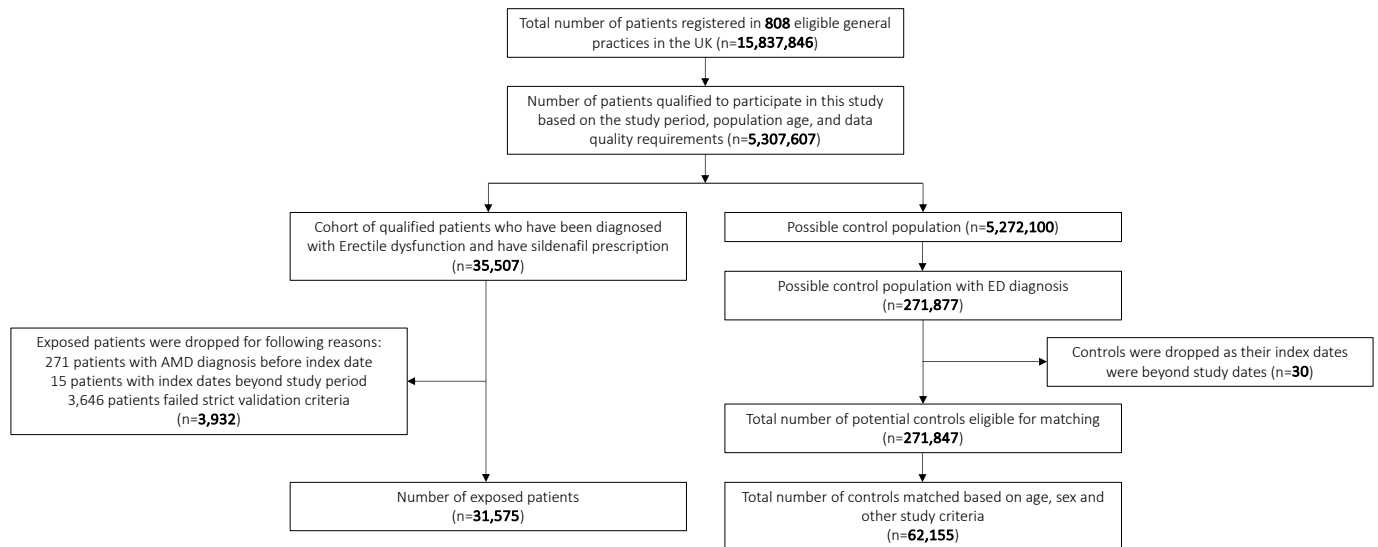 Total number of patients registered in 808 eligible general
practices in the UK (n=15,837,846)
Number of patients qualified to participate in this study
based on the study period, population age, and data
quality requirements (n=5,307,607)
Cohort of qualified patients who have been diagnosed
with Erectile dysfunction and have sildenafil prescription
(n=35,507)
Possible control population (n=5,272,100)
Possible control population with ED diagnosis
(n=271,877)
Exposed patients were dropped for following reasons:
271 patients with AMD diagnosis before index date
15 patients with index dates beyond study period
3,646 patients failed strict validation criteria
(n=3,932)
Controls were dropped as their index dates
were beyond study dates (n=30)
Total number of potential controls eligible for matching
(n=271,847)
Number of exposed patients
(n=31,575)
Total number of controls matched based on age, sex and
other study criteria
(n=62,155)